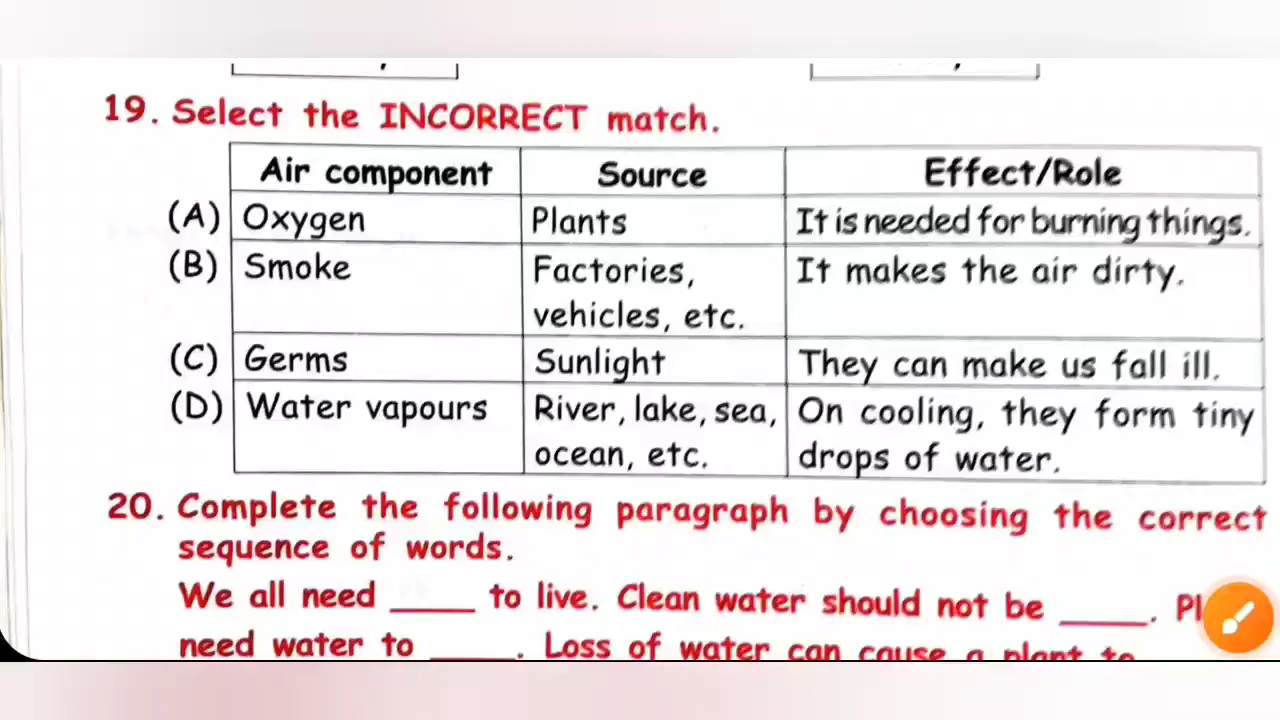 19. Select the INCORRECT match.
Air component Source Effect/Role
(A) Oxygen Plants It is needed for burning things.
(B) Smoke Factories, It makes the air dirty.
vehicles, etc.
(C) Germs Sunlight They can make us fall ill.
(D) Water vapours River, lake, sea, On cooling, they form tiny
ocean, etc. drops of water.
20. Complete the following paragraph by choosing the correct
sequence of words.
We all need ____ to live. Clean water should not be ____.
need water to ____. Loss of water can cause a plant to